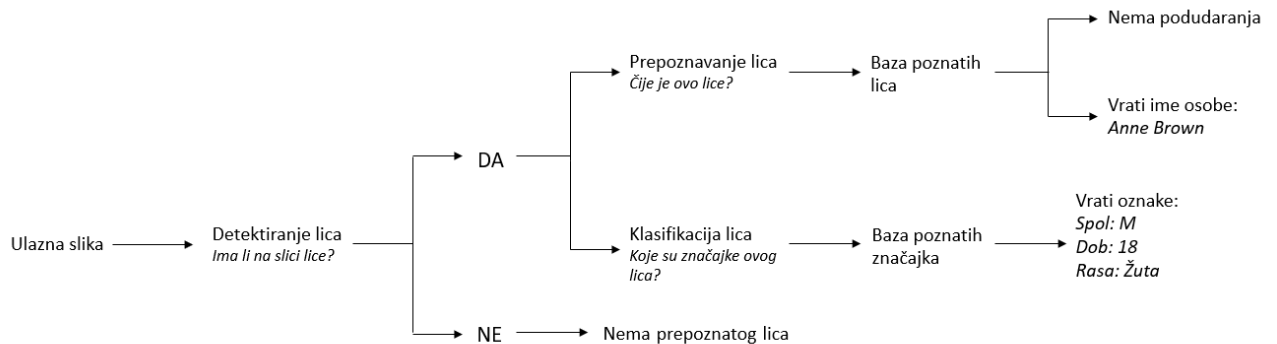 Ulazna slika
Detektiranje lica
Ima li na slici lice?
DA
NE
Prepoznavanje lica
Čije je ovo lice?
Baza poznatih
lica
Nema podudaranja
Vrati ime osobe:
Anne Brown
Klasifikacija lica
Koje su značajke ovog
lica?
Baza poznatih
značajka
Vrati oznake:
Spol: M
Dob: 18
Rasa: Žuta
Nema prepoznatog lica